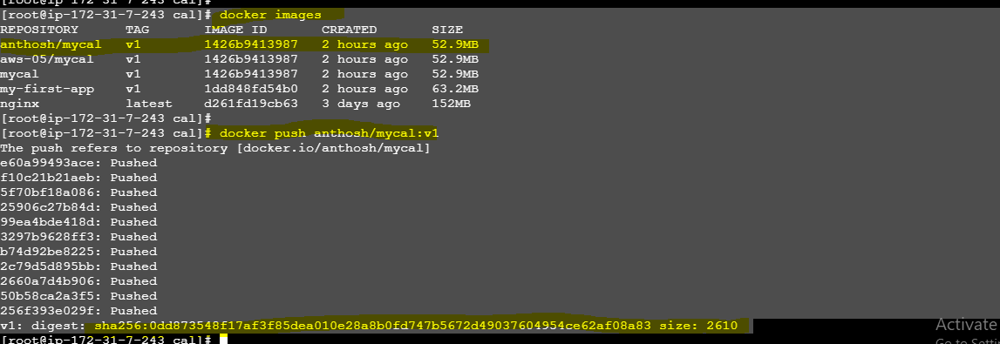 [root@ip-172-31-7-243 cal]#
[root@ip-172-31-7-243 cal]# docker images
REPOSITORY TAG IMAGE ID CREATED SIZE
anthosh/mycal v1 1426b9413987 2 hours ago 52.9MB
aws-05/mycal v1 1426b9413987 2 hours ago 52.9MB
mycal v1 1426b9413987 2 hours ago 52.9MB
my-first-app v1 1dd848fd54b0 2 hours ago 63.2MB
nginx latest d261fd19cb63 3 days ago 152MB
[root@ip-172-31-7-243 cal]#
[root@ip-172-31-7-243 cal]# docker push anthosh/mycal:v1
The push refers to repository [docker.io/anthosh/mycal]
e60a99493ace: Pushed
f10c21b21aeb: Pushed
5f70bf18a086: Pushed
25906c27b84d: Pushed
99ea4bde418d: Pushed
3297b9628ff3: Pushed
b74d92be8225: Pushed
2c79d5d895bb: Pushed
2660a7d4b906: Pushed
50b58ca2a3f5: Pushed
256f393e029f: Pushed
v1: digest: sha256:0dd873548f17af3f85dea010e28a8b0fd747b5672d49037604954ce62af08a83 size: 2610
[root@ip-172-31-7-243 cal]#
Activate
Go to Setti